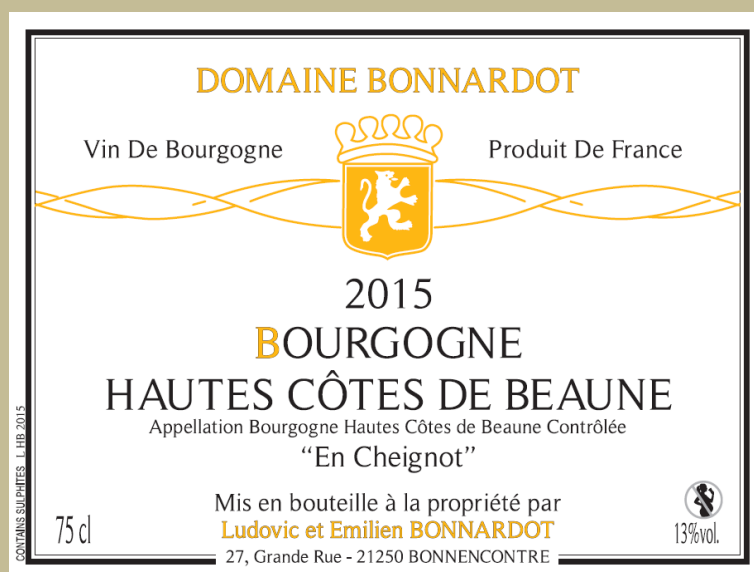 DOMAINE BONNARDOT
Vin De Bourgogne
Produit De France
2015
BOURGOGNE
HAUTES CÔTES DE BEAUNE
Appellation Bourgogne Hautes Côtes de Beaune Contrôlée
“En Cheignot”
Mis en bouteille à la propriété par
Ludovic et Emilien BONNARDOT
27, Grande Rue - 21250 BONNENCONTRE
75 cl
13%vol.
CONTAINS SULPHITES L HB 2015